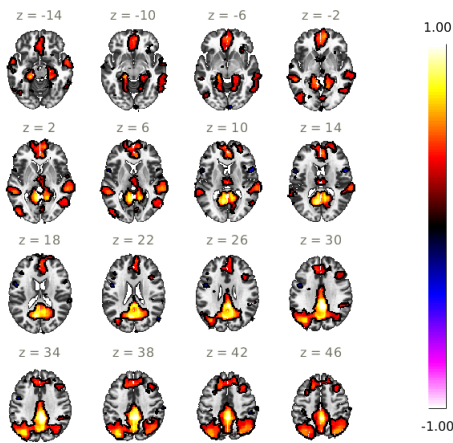 z = -14 z = -10 z = -6 z = -2
1.00
z = 2 z = 6 z = 10 z = 14
z = 18 z = 22 z = 26 z = 30
z = 34 z = 38 z = 42 z = 46
-1.00